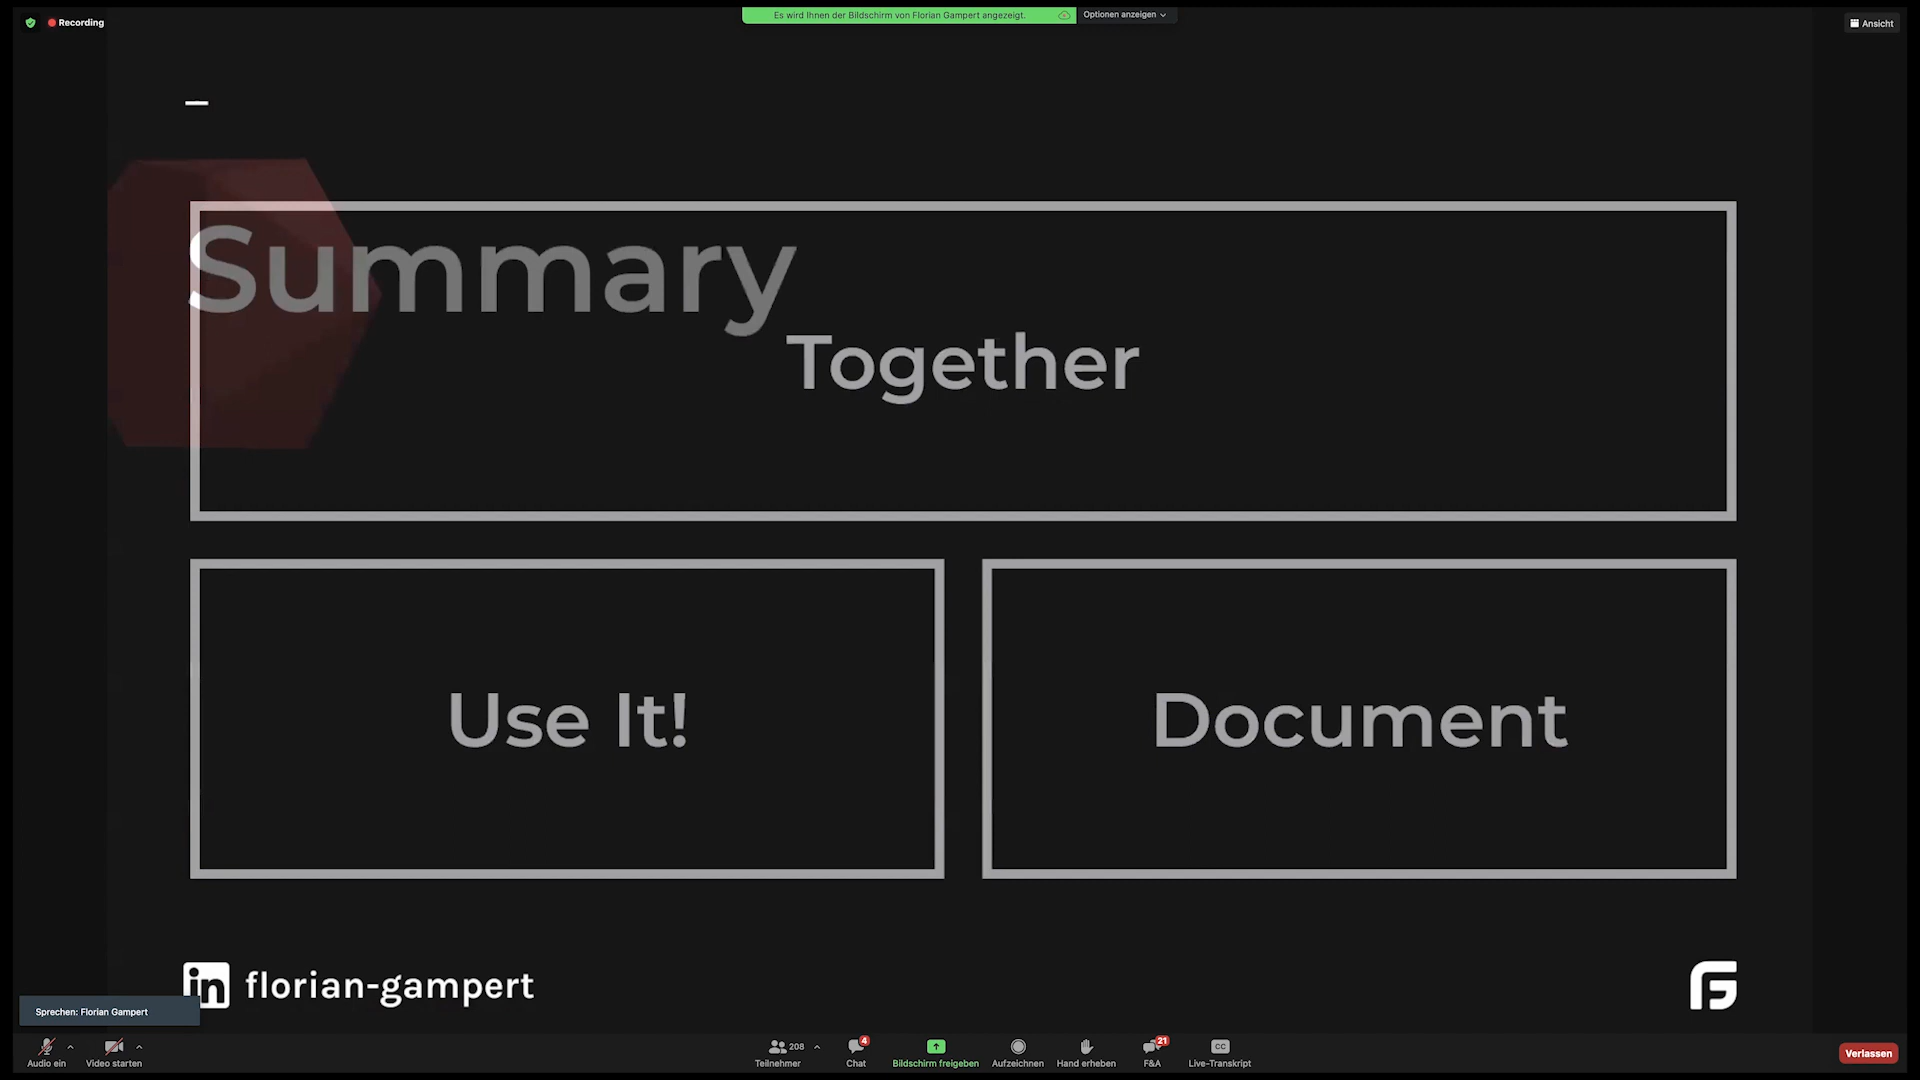 Recording
Es wird Ihnen der Bildschirm von Florian Gampert angezeigt.
Optionen anzeigen
Ansicht
Summary
Together
Use It!
Document
in florian-gampert
Sprechen: Florian Gampert
Audio ein
Video starten
208
Teilnehmer
4
Chat
Bildschirm freigeben
Aufzeichnen
Hand erheben
21
F&A
CC
Live-Transkript
Verlassen